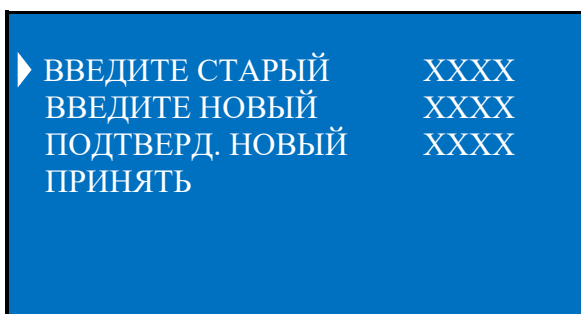 ВВЕДИТЕ СТАРЫЙ XXXX
ВВЕДИТЕ НОВЫЙ XXXX
ПОДТВЕРД. НОВЫЙ XXXX
ПРИНЯТЬ